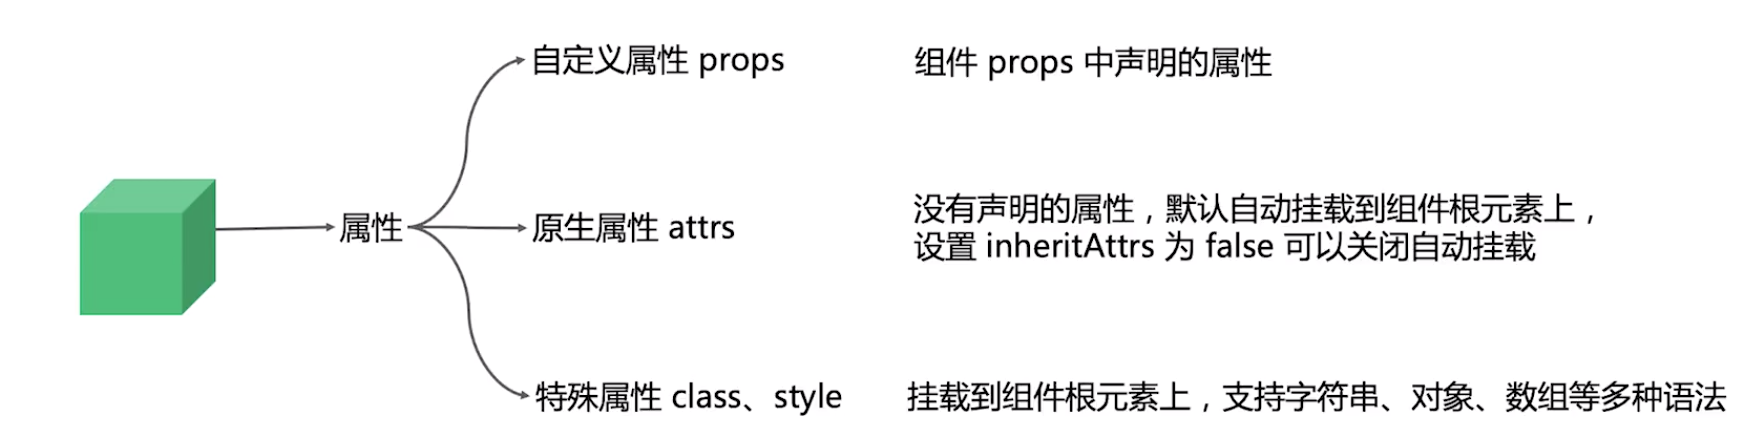 自定义属性 props
组件 props 中声明的属性
属性
原生属性 attrs
没有声明的属性，默认自动挂载到组件根元素上，
设置 inheritAttrs 为 false 可以关闭自动挂载
特殊属性 class、style
挂载到组件根元素上，支持字符串、对象、数组等多种语法